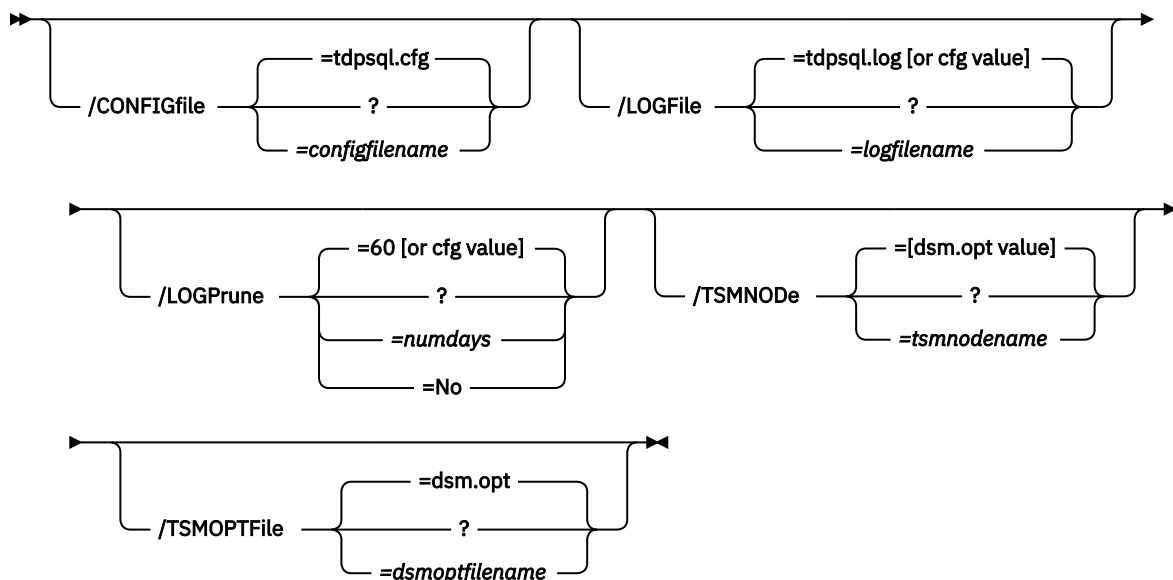 =tdpsql.cfg
/CONFIGfile
?
=configfilename
=tdpsql.log [or cfg value]
/LOGFile
?
=logfilename
=60 [or cfg value]
/LOGPrune
?
=numdays
=No
=[dsm.opt value]
/TSMNODe
?
=tsmnodename
=dsm.opt
/TSMOPTFile
?
=dsmoptfilename